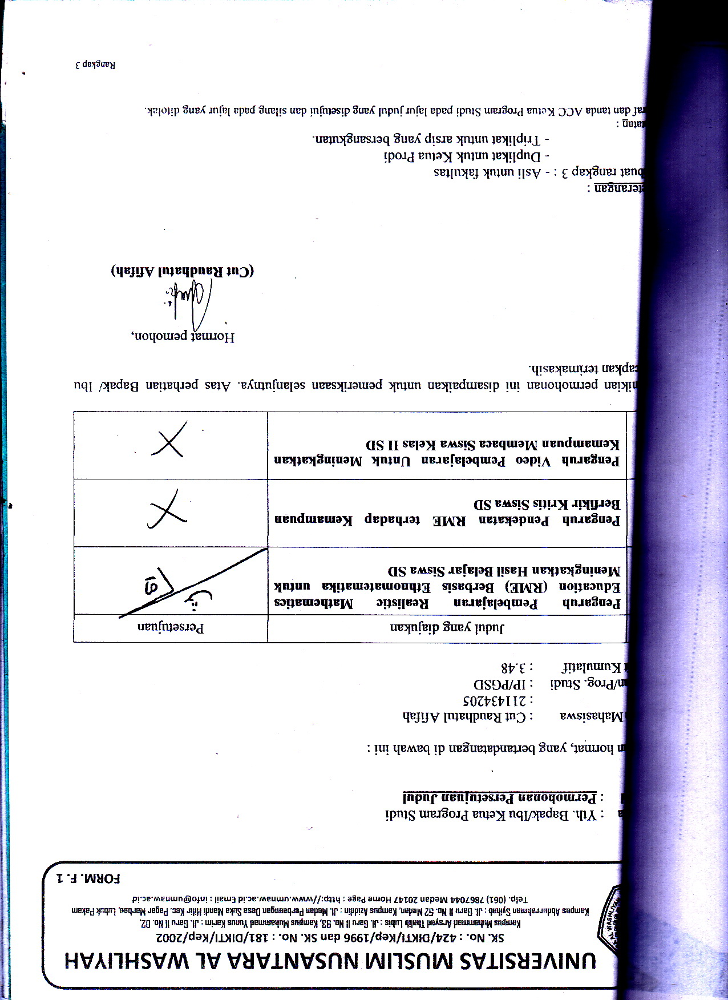 UNIVERSITAS MUSLIM NUSANTARA AL WASHLIYAH
SK. No. : 424/DIKTI/Kep/1996 dan SK. No. : 181/DIKTI/Kep/2002
Kampus Muhammad Arsyad Thalib Lubis : Jl. Garu II No. 93, Kampus Muhammad Yunus Karim : Jl. Garu II No. 02,
Kampus Abdurrahman Syihab : Jl. Garu II No. 52 Medan, Kampus Aziddin : Jl. Medan Perbaungan Desa Suka Mandi Hilir Kec. Pagar Merbau, Lubuk Pakam
Telp. (061) 7867044 Medan 20147 Home Page : http://www.umnaw.ac.id Email : info@umnaw.ac.id
FORM. F. 1
: Yth. Bapak/Ibu Ketua Program Studi
: Permohonan Persetujuan Judul
hormat, yang bertandatangan di bawah ini :
Mahasiswa : Cut Raudhatul Afifah
: 211434205
/Prog. Studi : IP/PGSD
Kumulatif : 3.48
Judul yang diajukan Persetujuan
Pengaruh Pembelajaran Realistic Mathematics
Education (RME) Berbasis Ethnomatematika untuk
Meningkatkan Hasil Belajar Siswa SD
Pengaruh Pendekatan RME terhadap Kemampuan
Berfikir Kritis Siswa SD
Pengaruh Video Pembelajaran Untuk Meningkatkan
Kemampuan Membaca Siswa Kelas II SD
nikian permohonan ini disampaikan untuk pemeriksaan selanjutnya. Atas perhatian Bapak/ Ibu
capkan terimakasih.
Hormat pemohon,
(Cut Raudhatul Afifah)
terangan :
buat rangkap 3 : - Asli untuk fakultas
- Duplikat untuk Ketua Prodi
- Triplikat untuk arsip yang bersangkutan.
tatan :
raf dan tanda ACC Ketua Program Studi pada lajur judul yang disetujui dan silang pada lajur yang ditolak.
Rangkap 3